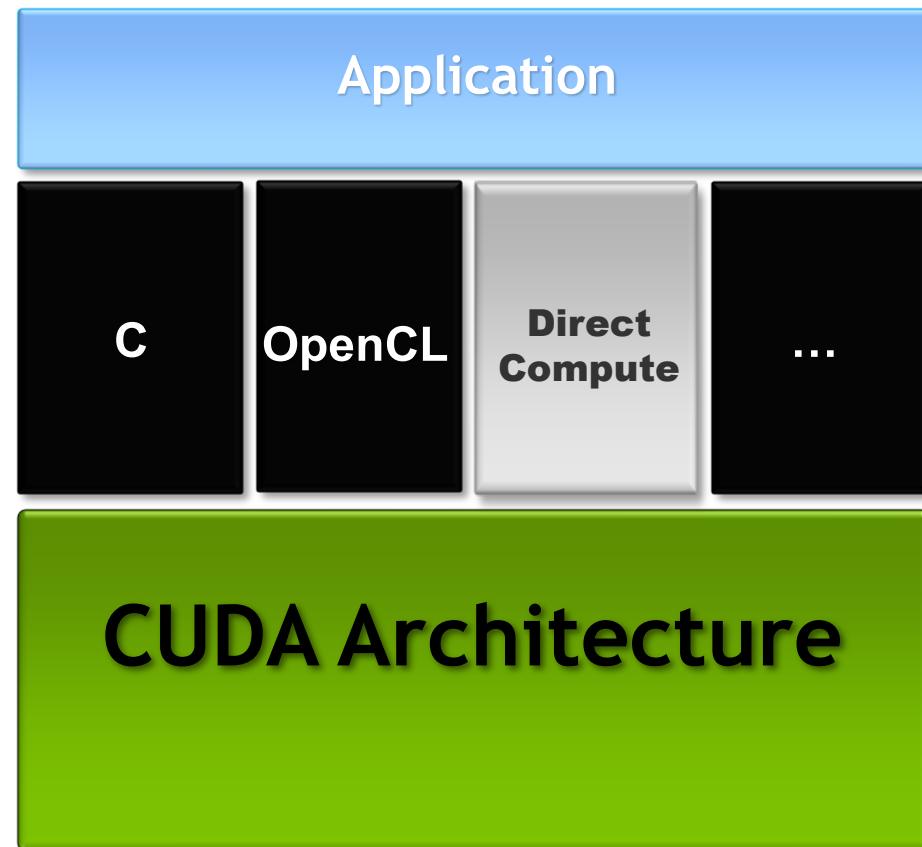 Application
C
OpenCL
Direct
Compute
...
CUDA Architecture